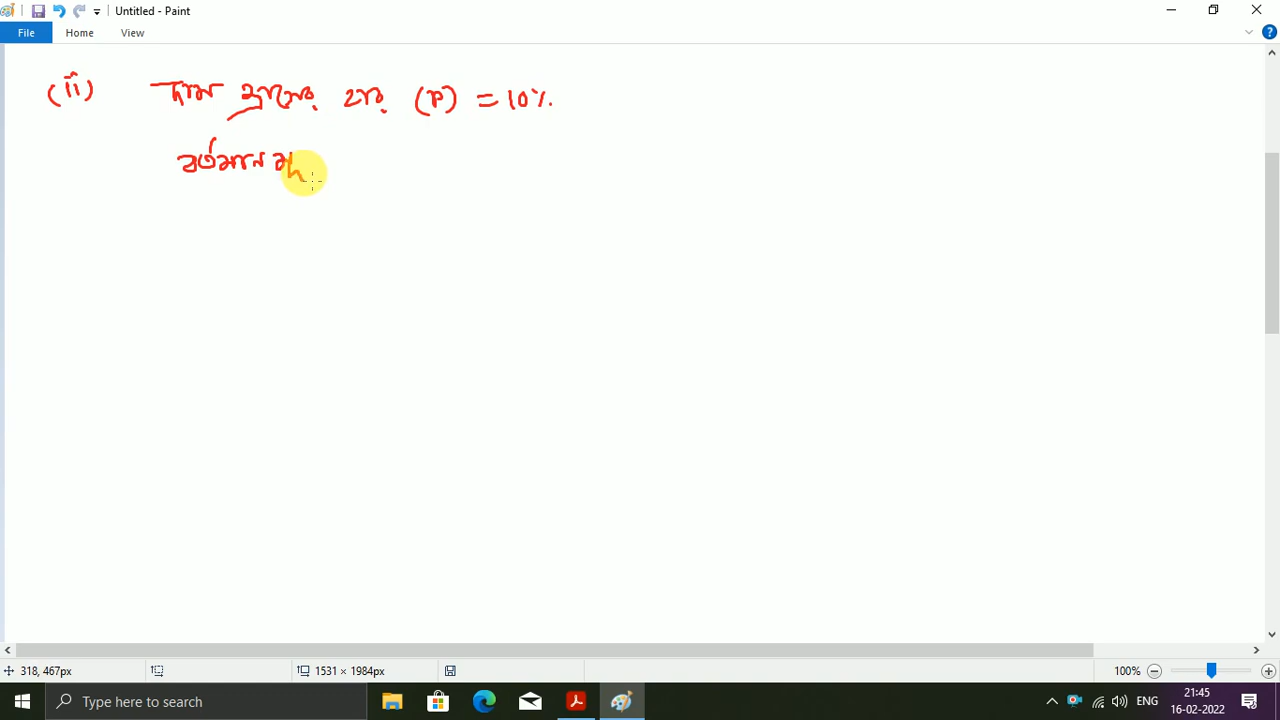 Untitled - Paint
File Home View
(ii) দাম হ্রাসের হার (r) = 10%
বর্তমান মূ
318, 467px 1531 × 1984px 100%
Type here to search ENG 21:45
16-02-2022